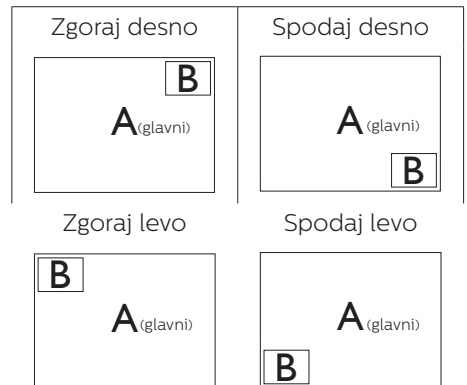 Zgoraj desno
B
A (glavni)
Spodaj desno
A (glavni)
B
Zgoraj levo
B
A (glavni)
Spodaj levo
A (glavni)
B